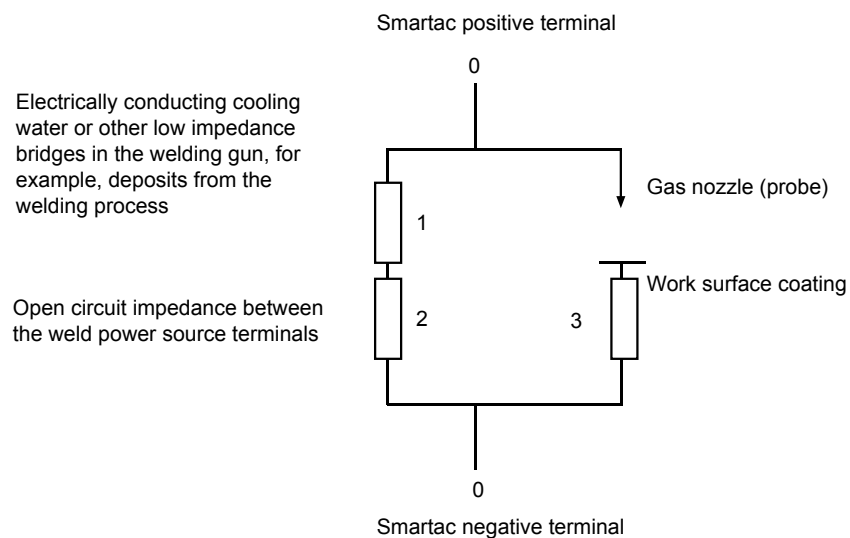 Smartac positive terminal
0
Electrically conducting cooling
water or other low impedance
bridges in the welding gun, for
example, deposits from the
welding process
Gas nozzle (probe)
1
Work surface coating
Open circuit impedance between
the weld power source terminals
2
3
0
Smartac negative terminal